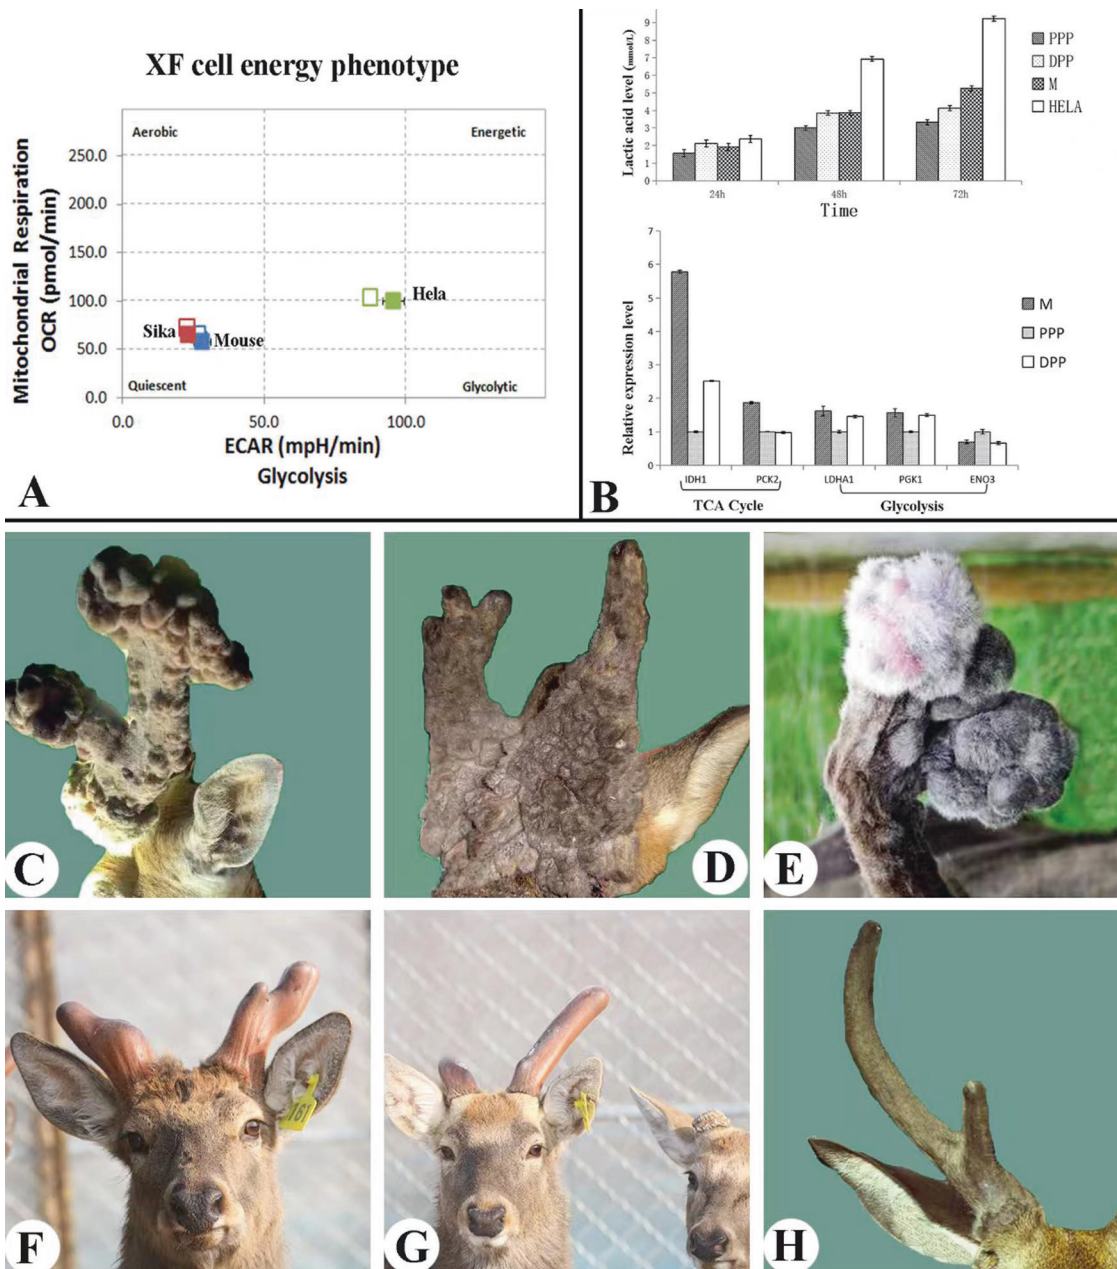 XF cell energy phenotype
Mitochondrial Respiration
OCR (pmol/min)
250.0
200.0
150.0
100.0
50.0
0.0
Aerobic
Energetic
Hela
Sika
Mouse
Quiescent
Glycolytic
0.0
50.0
100.0
ECAR (mpH/min)
Glycolysis
A
Lactic acid level (mmol/L)
9
8
7
6
5
4
3
2
1
0
PPP
DPP
M
HELA
24h
48h
72h
Time
Relative expression level
7
6
5
4
3
2
1
0
M
PPP
DPP
IDH1
PCK2
LDHA1
PGK1
ENO3
TCA Cycle
Glycolysis
B
C
D
E
161
F
G
H